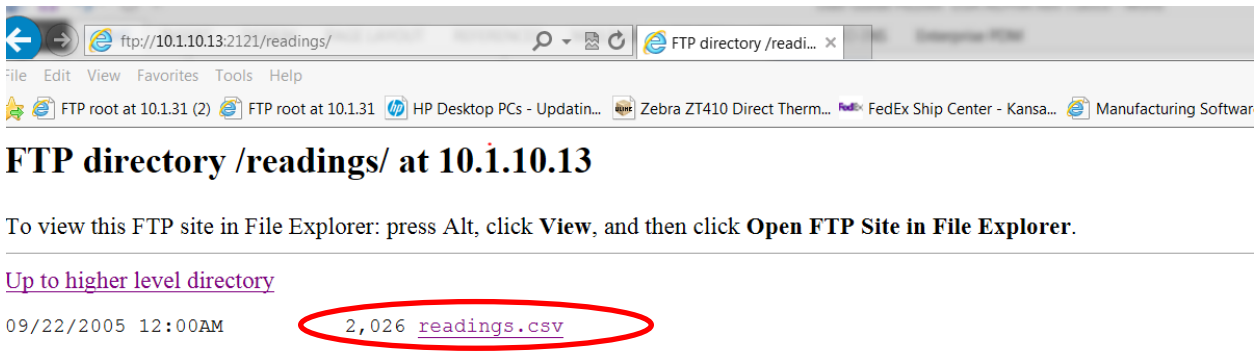 ftp://10.1.10.13:2121/readings/ FTP directory /readi...
File Edit View Favorites Tools Help
FTP root at 10.1.31 (2) FTP root at 10.1.31 HP Desktop PCs - Updatin... Zebra ZT410 Direct Therm... FedEx Ship Center - Kansa... Manufacturing Softwar
FTP directory /readings/ at 10.1.10.13
To view this FTP site in File Explorer: press Alt, click View, and then click Open FTP Site in File Explorer.
Up to higher level directory
09/22/2005 12:00AM 2,026 readings.csv